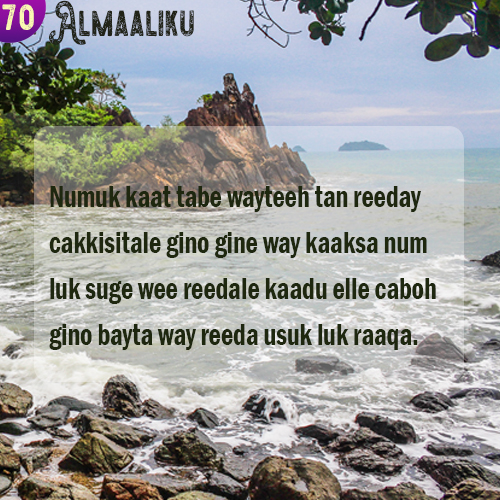 70 Almaaliku
Numuk kaat tabe wayteeh tan reeday
cakkisitale gino gine way kaaksa num
luk suge wee reedale kaadu elle caboh
gino bayta way reeda usuk luk raaqa.